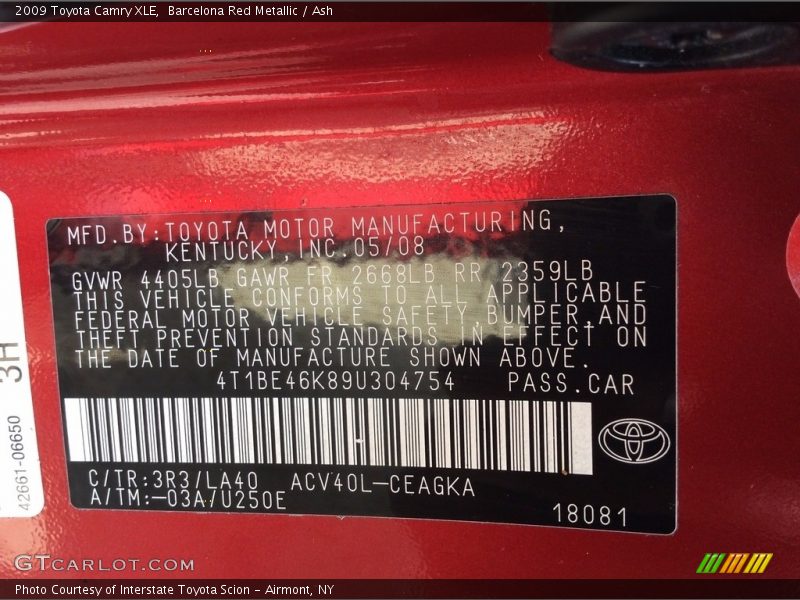 2009 Toyota Camry XLE,  Barcelona Red Metallic / Ash
MFD.BY:TOYOTA MOTOR MANUFACTURING,
KENTUCKY,INC.05/08
GVWR 4405LB GAWR FR 2668LB RR 2359LB
THIS VEHICLE CONFORMS TO ALL APPLICABLE
FEDERAL MOTOR VEHICLE SAFETY BUMPER,AND
THEFT PREVENTION STANDARDS IN EFFECT ON
THE DATE OF MANUFACTURE SHOWN ABOVE.
4T1BE46K89U304754 PASS.CAR
C/TR:3R3/LA40 ACV40L-CEAGKA
A/TM:-03A/U250E
18081
3H
42661-06650
GTCARLOT.COM
Photo Courtesy of Interstate Toyota Scion - Airmont, NY